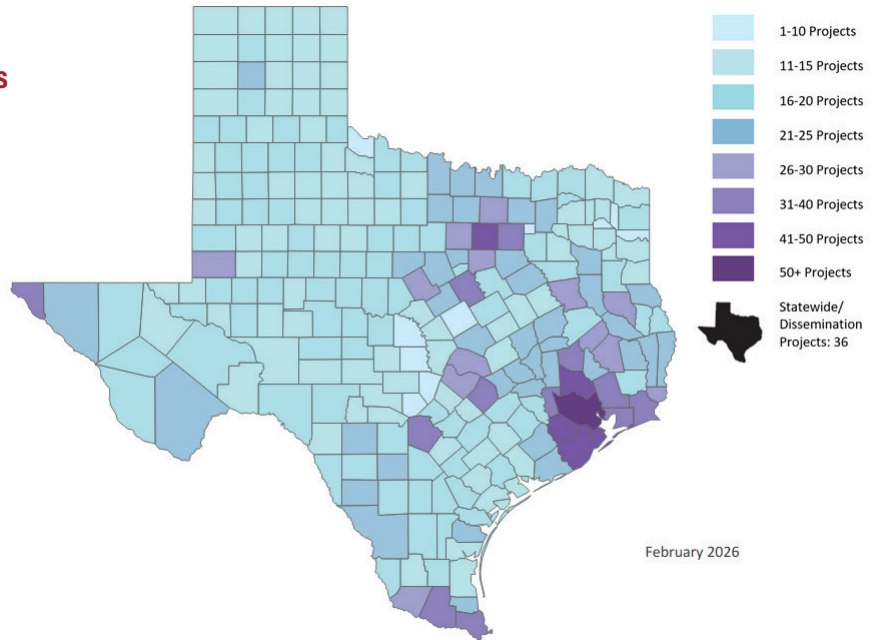 s
1-10 Projects
11-15 Projects
16-20 Projects
21-25 Projects
26-30 Projects
31-40 Projects
41-50 Projects
50+ Projects
Statewide/
Dissemination
Projects: 36
February 2026